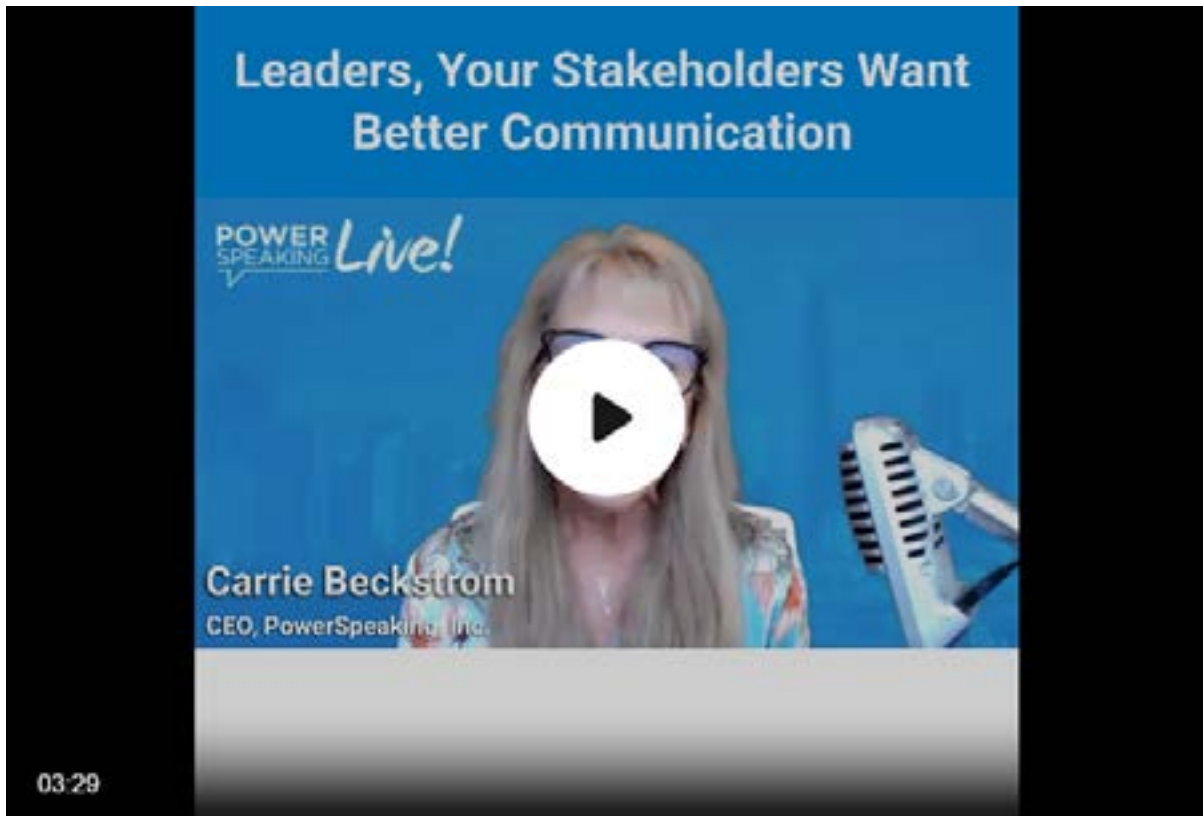 Leaders, Your Stakeholders Want
Better Communication
POWER
SPEAKING
Live!
Carrie Beckstrom
CEO, PowerSpeaking, Inc.
03:29